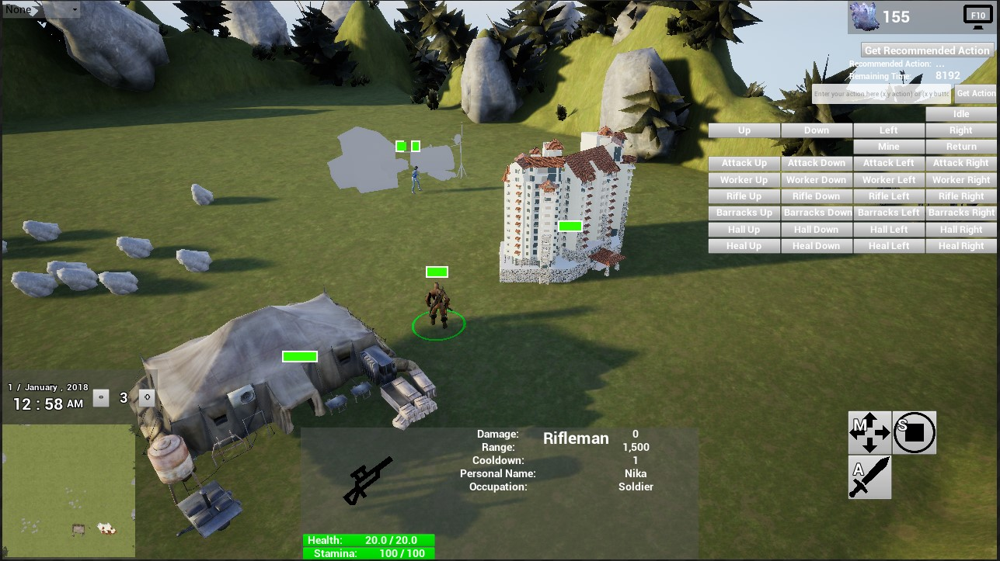 None
155
F10
Get Recommended Action
Recommended Action: ...
Remaining Time: 8192
Enter your action here (x y action) or (x y butto
Get Action
Idle
Up Down Left Right
Mine Return
Attack Up Attack Down Attack Left Attack Right
Worker Up Worker Down Worker Left Worker Right
Rifle Up Rifle Down Rifle Left Rifle Right
Barracks Up Barracks Down Barracks Left Barracks Right
Hall Up Hall Down Hall Left Hall Right
Heal Up Heal Down Heal Left Heal Right
1 / January , 2018
12 : 58 AM
- 3 +
Rifleman
Damage: 0
Range: 1,500
Cooldown: 1
Personal Name: Nika
Occupation: Soldier
Health: 20.0 / 20.0
Stamina: 100 / 100
M
S
A